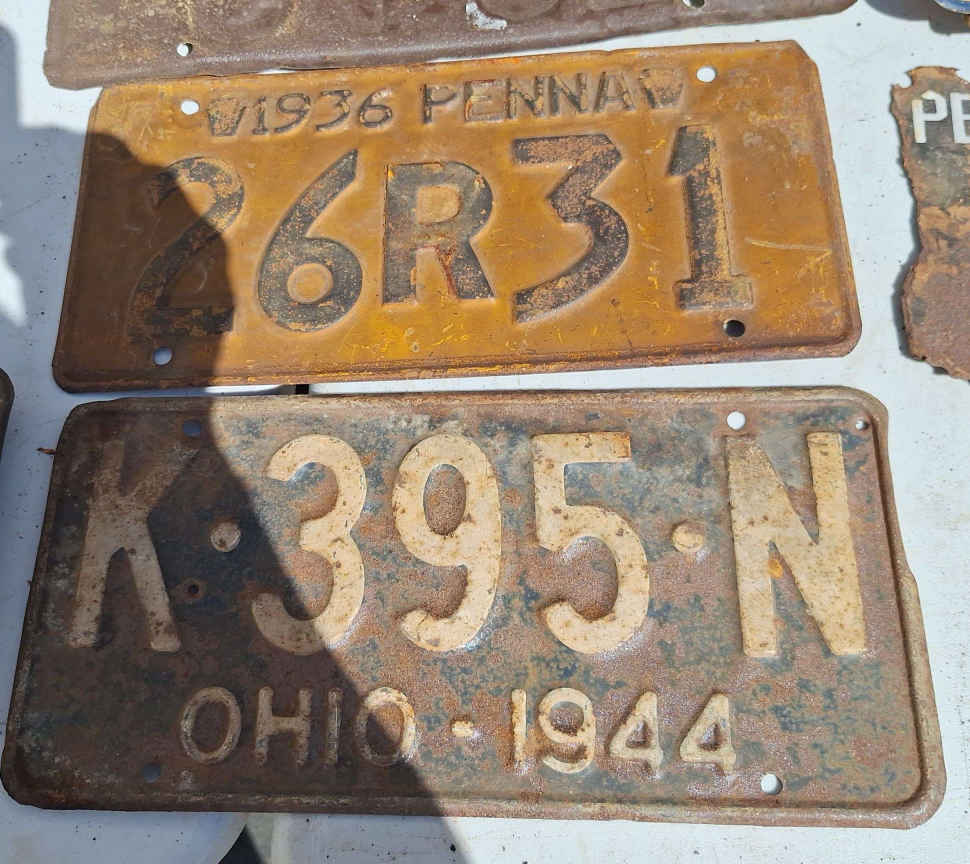 1936 PENNA
26R31
PE
K·395·N
OHIO·1944